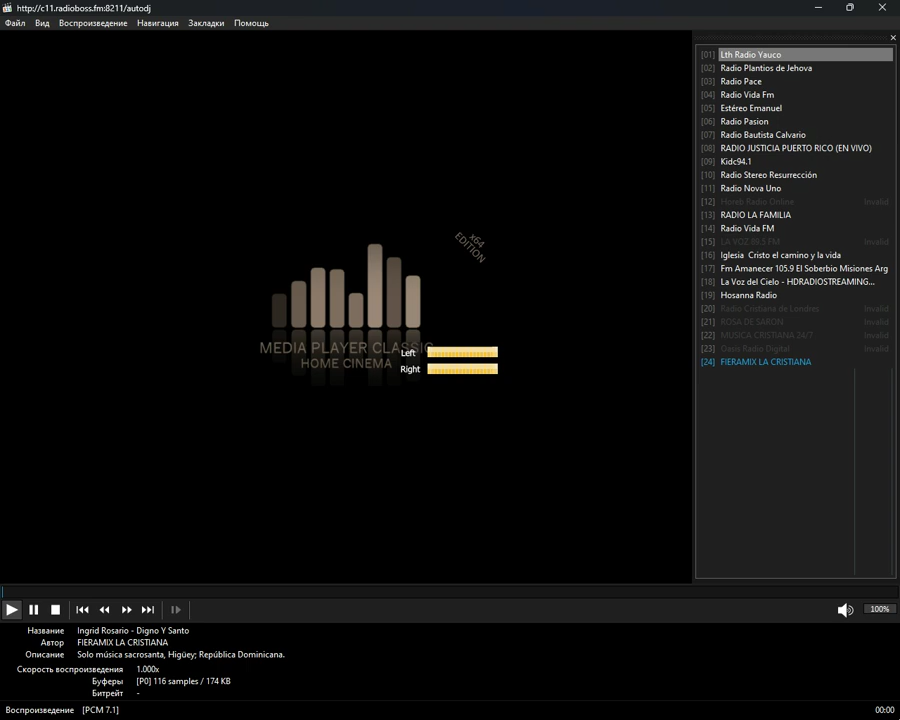 http://c11.radioboss.fm:8211/autodj
Файл Вид Воспроизведение Навигация Закладки Помощь
[01] Lth Radio Yauco
[02] Radio Plantios de Jehova
[03] Radio Pace
[04] Radio Vida Fm
[05] Estéreo Emanuel
[06] Radio Pasion
[07] Radio Bautista Calvario
[08] RADIO JUSTICIA PUERTO RICO (EN VIVO)
[09] Kidc94.1
[10] Radio Stereo Resurrección
[11] Radio Nova Uno
[12] Horeb Radio Online Invalid
[13] RADIO LA FAMILIA
[14] Radio Vida FM
[15] LA VOZ 89.5 FM Invalid
[16] Iglesia Cristo el camino y la vida
[17] Fm Amanecer 105.9 El Soberbio Misiones Arg
[18] La Voz del Cielo - HDRADIOSTREAMING...
[19] Hosanna Radio
[20] Radio Cristiana de Londres Invalid
[21] ROSA DE SARON Invalid
[22] MUSICA CRISTIANA 24/7 Invalid
[23] Oasis Radio Digital Invalid
[24] FIERAMIX LA CRISTIANA
x64
EDITION
MEDIA PLAYER CLASSIC
HOME CINEMA
Left
Right
100%
Название Ingrid Rosario - Digno Y Santo
Автор FIERAMIX LA CRISTIANA
Описание Solo música sacrosanta, Higüey; República Dominicana.
Скорость воспроизведения 1.000x
Буферы [P0] 116 samples / 174 KB
Битрейт -
Воспроизведение [PCM 7.1] 00:00